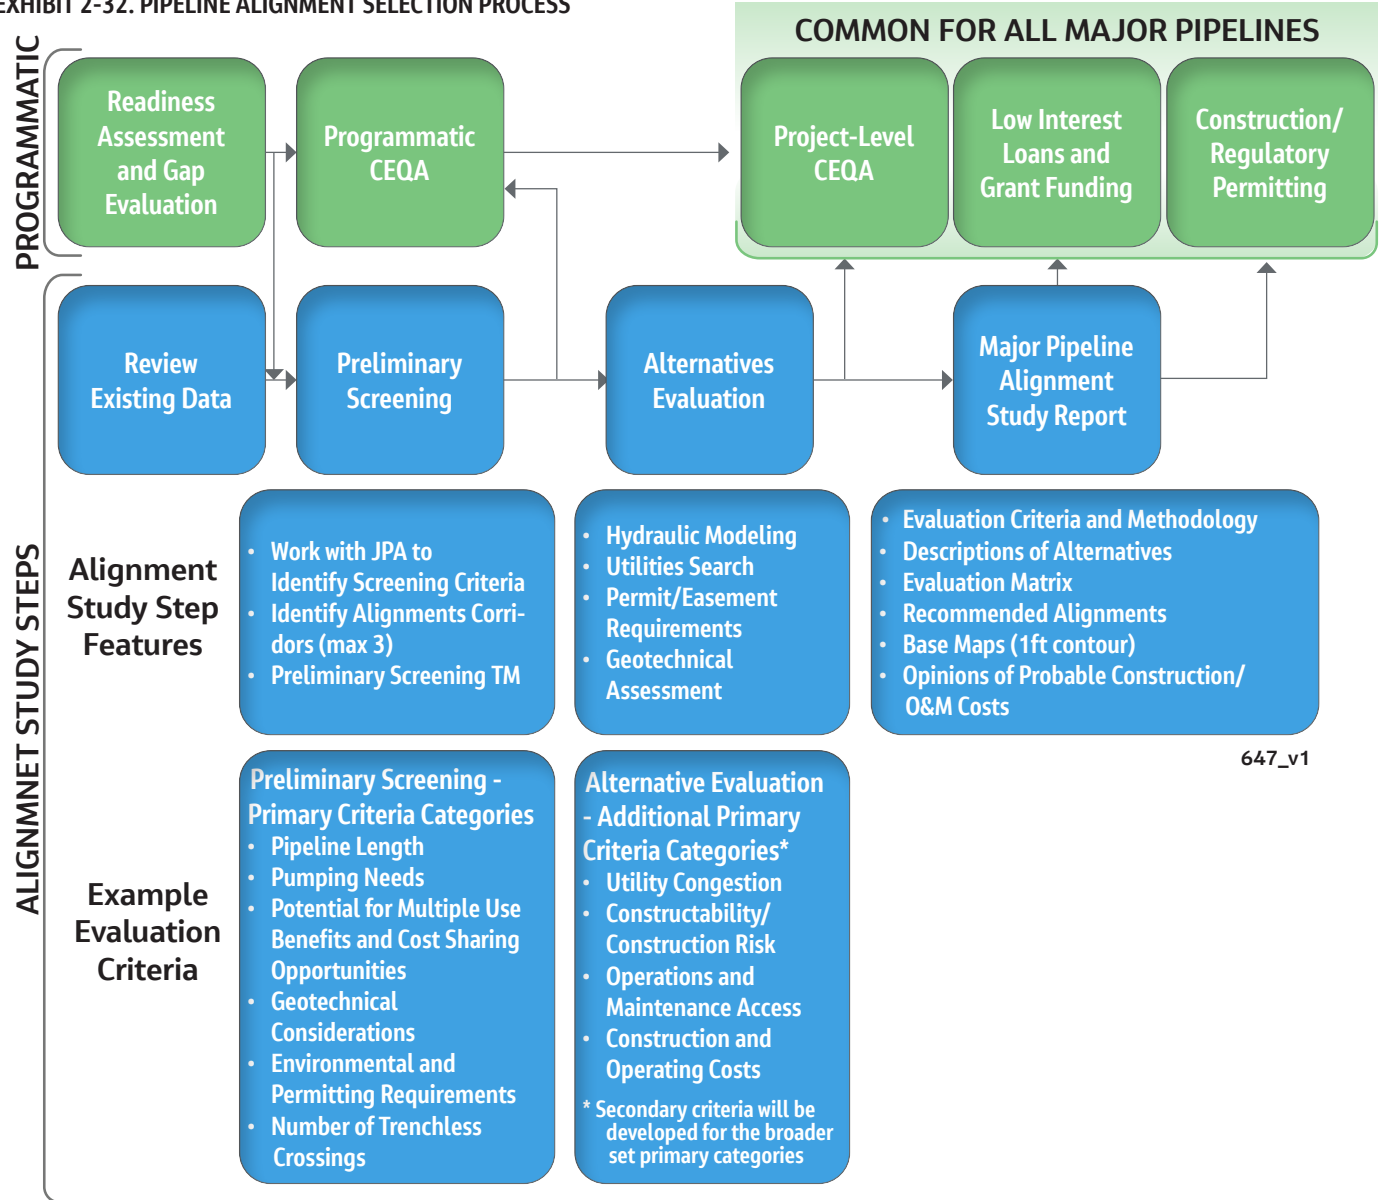 EXHIBIT 2-32. PIPELINE ALIGNMENT SELECTION PROCESS
COMMON FOR ALL MAJOR PIPELINES
PROGRAMMATIC
Readiness
Assessment
and Gap
Evaluation
Programmatic
CEQA
Project-Level
CEQA
Low Interest
Loans and
Grant Funding
Construction/
Regulatory
Permitting
ALIGNMNET STUDY STEPS
Review
Existing Data
Preliminary
Screening
Alternatives
Evaluation
Major Pipeline
Alignment
Study Report
Alignment
Study Step
Features
• Work with JPA to
Identify Screening Criteria
• Identify Alignments Corri-
dors (max 3)
• Preliminary Screening TM
• Hydraulic Modeling
• Utilities Search
• Permit/Easement
Requirements
• Geotechnical
Assessment
• Evaluation Criteria and Methodology
• Descriptions of Alternatives
• Evaluation Matrix
• Recommended Alignments
• Base Maps (1ft contour)
• Opinions of Probable Construction/
O&M Costs
647_v1
Example
Evaluation
Criteria
Preliminary Screening -
Primary Criteria Categories
• Pipeline Length
• Pumping Needs
• Potential for Multiple Use
Benefits and Cost Sharing
Opportunities
• Geotechnical
Considerations
• Environmental and
Permitting Requirements
• Number of Trenchless
Crossings
Alternative Evaluation
- Additional Primary
Criteria Categories*
• Utility Congestion
• Constructability/
Construction Risk
• Operations and
Maintenance Access
• Construction and
Operating Costs
* Secondary criteria will be
developed for the broader
set primary categories